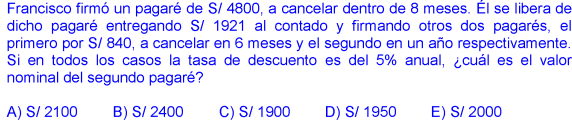 Francisco firmó un pagaré de S/ 4800, a cancelar dentro de 8 meses. Él se libera de
dicho pagaré entregando S/ 1921 al contado y firmando otros dos pagarés, el
primero por S/ 840, a cancelar en 6 meses y el segundo en un año respectivamente.
Si en todos los casos la tasa de descuento es del 5% anual, ¿cuál es el valor
nominal del segundo pagaré?
A) S/ 2100 B) S/ 2400 C) S/ 1900 D) S/ 1950 E) S/ 2000